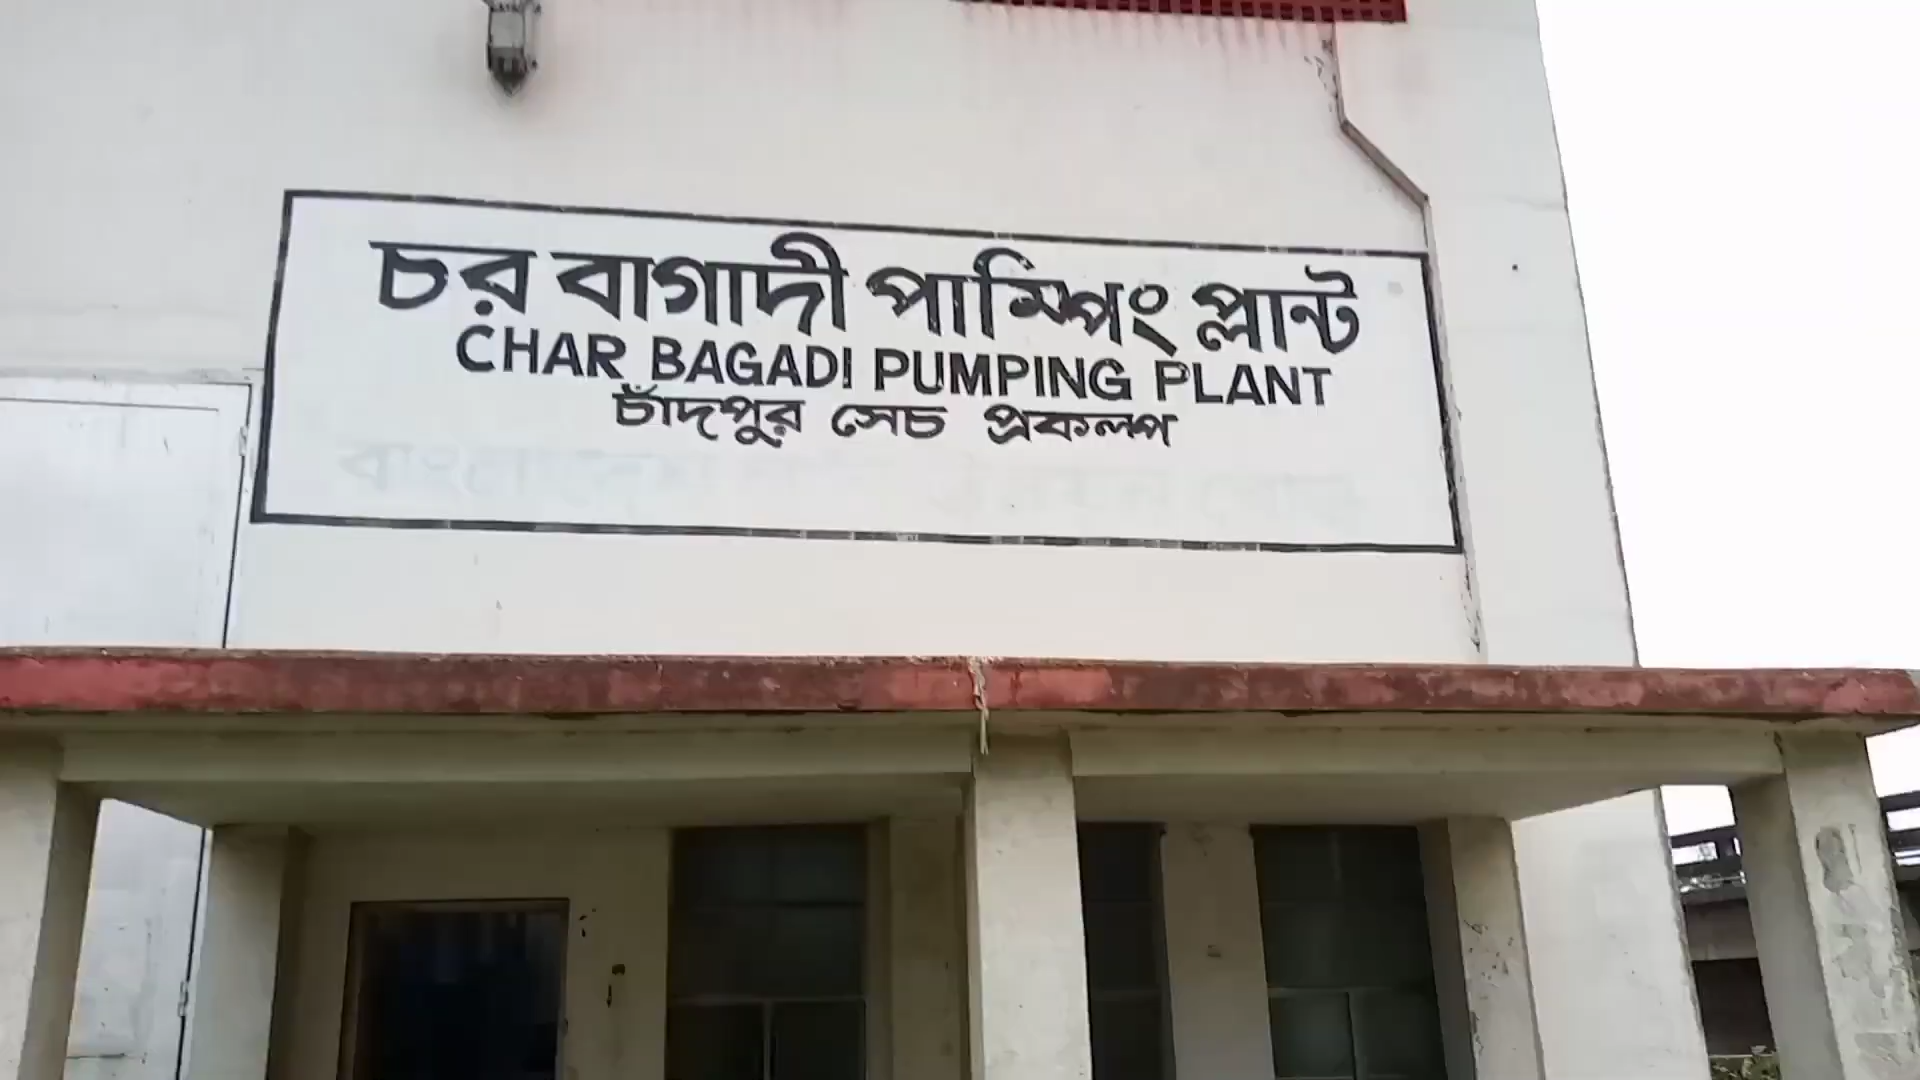 চর বাগাদী পাম্পিং প্লান্ট
CHAR BAGADI PUMPING PLANT
চাঁদপুর সেচ প্রকল্প
বাংলাদেশ